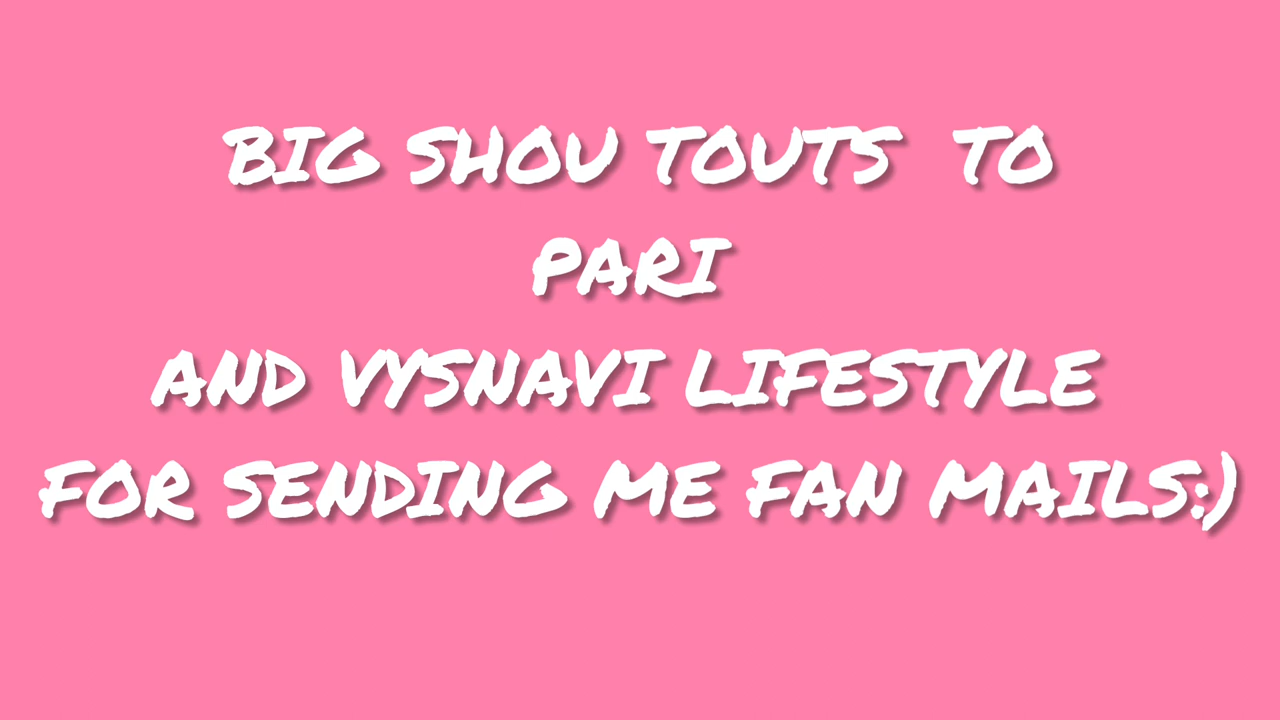 BIG SHOU TOUTS  TO
PARI
AND VYSNAVI LIFESTYLE
FOR SENDING ME FAN MAILS:)